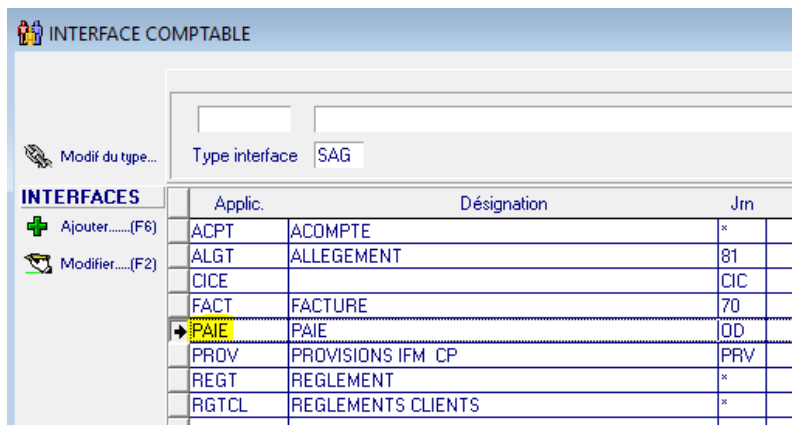 INTERFACE COMPTABLE
Modif du type...
Type interface SAG
INTERFACES
Ajouter......(F6)
Modifier.....(F2)
Applic. Désignation Jrn
ACPT ACOMPTE *
ALGT ALLEGEMENT 81
CICE CIC
FACT FACTURE 70
PAIE PAIE OD
PROV PROVISIONS IFM CP PRV
REGT REGLEMENT *
RGTCL REGLEMENTS CLIENTS *